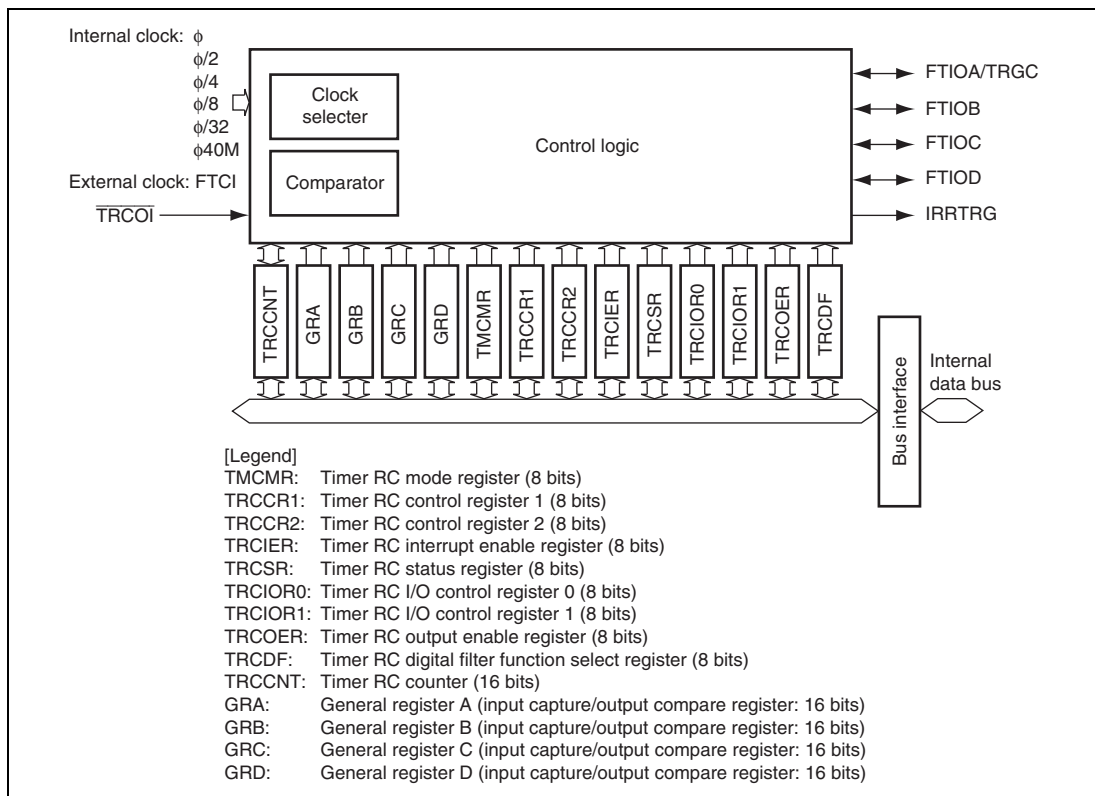 Internal clock: ϕ
ϕ/2
ϕ/4
ϕ/8
ϕ/32
ϕ40M
External clock: FTCI
TRCOI
Clock
selecter
Comparator
Control logic
FTIOA/TRGC
FTIOB
FTIOC
FTIOD
IRRTRG
TRCCNT
GRA
GRB
GRC
GRD
TMCMR
TRCCR1
TRCCR2
TRCIER
TRCSR
TRCIOR0
TRCIOR1
TRCOER
TRCDF
Bus interface
Internal
data bus
[Legend]
TMCMR: Timer RC mode register (8 bits)
TRCCR1: Timer RC control register 1 (8 bits)
TRCCR2: Timer RC control register 2 (8 bits)
TRCIER: Timer RC interrupt enable register (8 bits)
TRCSR: Timer RC status register (8 bits)
TRCIOR0: Timer RC I/O control register 0 (8 bits)
TRCIOR1: Timer RC I/O control register 1 (8 bits)
TRCOER: Timer RC output enable register (8 bits)
TRCDF: Timer RC digital filter function select register (8 bits)
TRCCNT: Timer RC counter (16 bits)
GRA: General register A (input capture/output compare register: 16 bits)
GRB: General register B (input capture/output compare register: 16 bits)
GRC: General register C (input capture/output compare register: 16 bits)
GRD: General register D (input capture/output compare register: 16 bits)